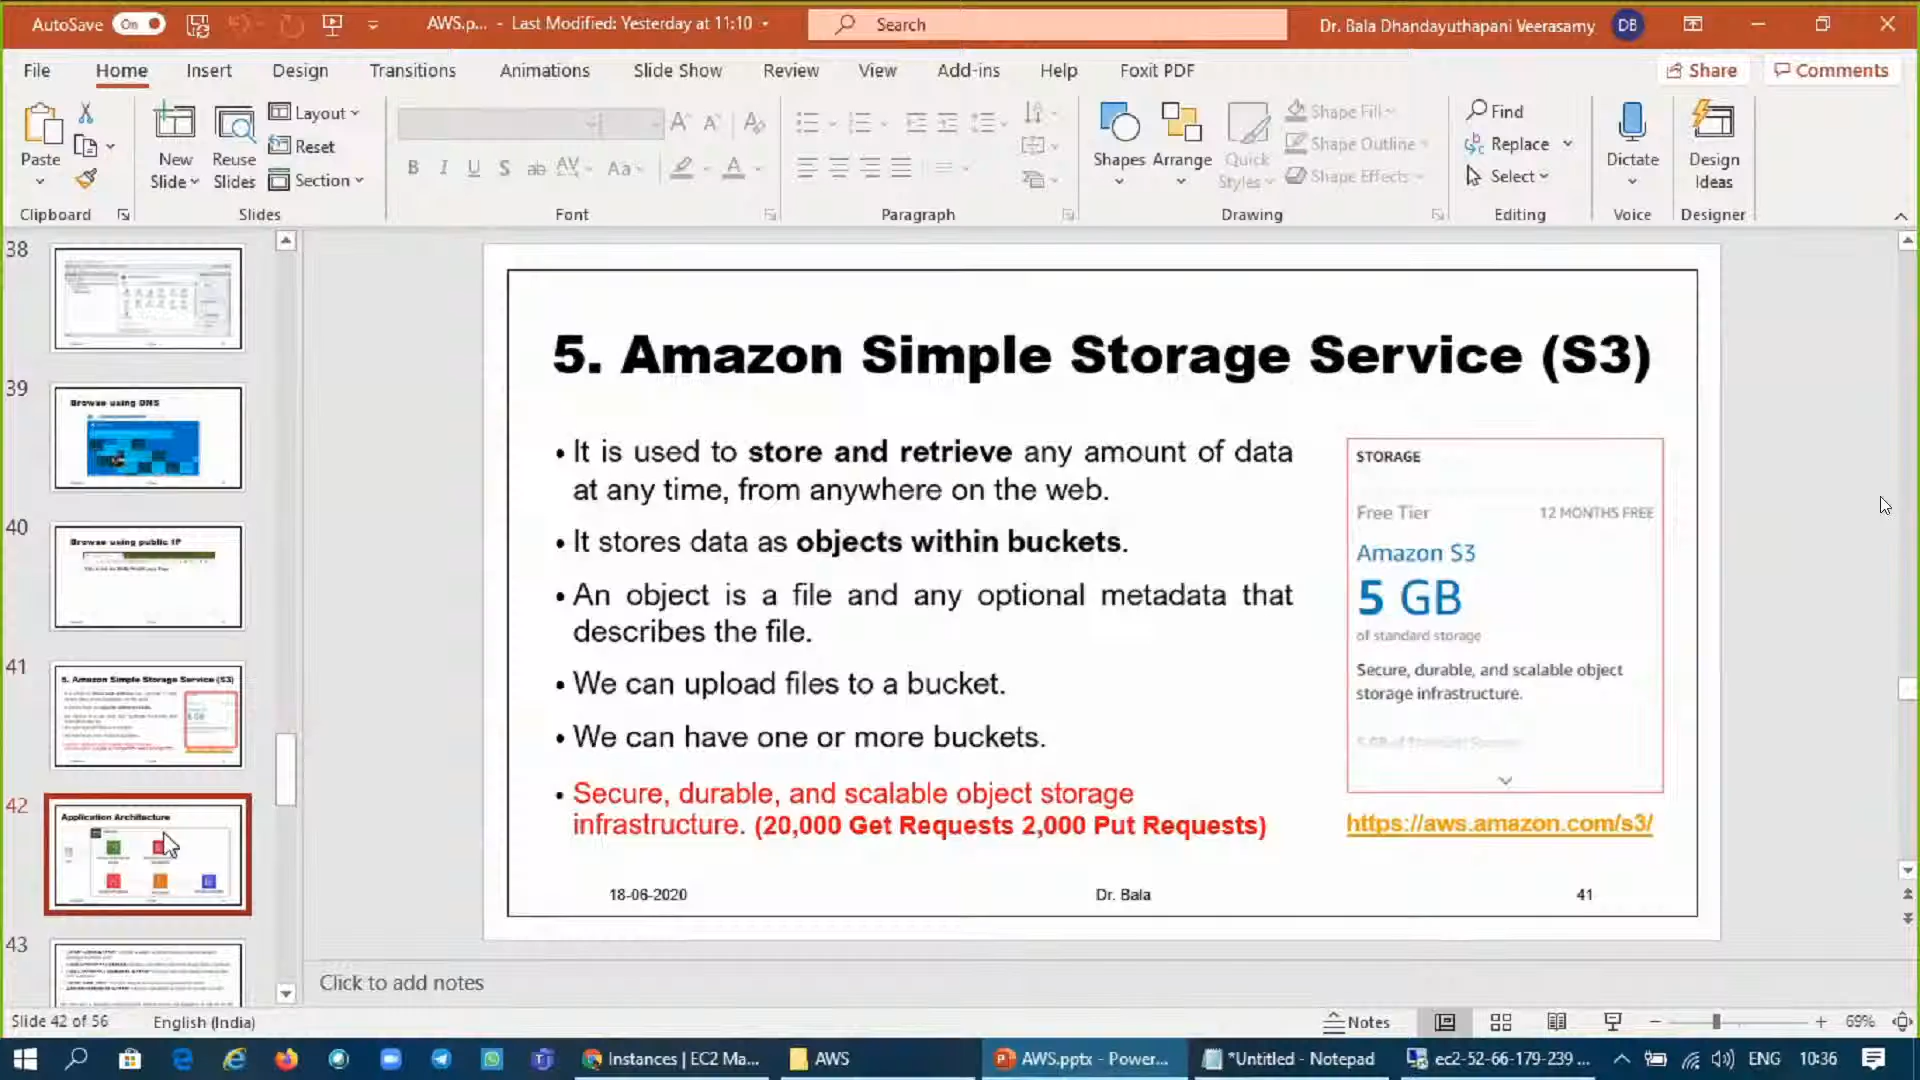 AutoSave On
AWS.p... - Last Modified: Yesterday at 11:10
Search
Dr. Bala Dhandayuthapani Veerasamy DB
File Home Insert Design Transitions Animations Slide Show Review View Add-ins Help Foxit PDF
Share Comments
Paste
Clipboard
New Slide
Reuse Slides
Layout
Reset
Section
Slides
B I U S ab AV Aa A
Font
Paragraph
Shapes
Arrange
Quick Styles
Shape Fill
Shape Outline
Shape Effects
Drawing
Find
Replace
Select
Editing
Dictate
Voice
Design Ideas
Designer
38
39
Browse using DNS
40
Browse using public IP
41
5. Amazon Simple Storage Service (S3)
42
Application Architecture
43
5. Amazon Simple Storage Service (S3)
• It is used to store and retrieve any amount of data
at any time, from anywhere on the web.
• It stores data as objects within buckets.
• An object is a file and any optional metadata that
describes the file.
• We can upload files to a bucket.
• We can have one or more buckets.
• Secure, durable, and scalable object storage
infrastructure. (20,000 Get Requests 2,000 Put Requests)
STORAGE
Free Tier 12 MONTHS FREE
Amazon S3
5 GB
of standard storage
Secure, durable, and scalable object
storage infrastructure.
https://aws.amazon.com/s3/
18-06-2020 Dr. Bala 41
Click to add notes
Slide 42 of 56 English (India)
Notes 69%
Instances | EC2 Ma... AWS AWS.pptx - Power... *Untitled - Notepad ec2-52-66-179-239 ... ENG 10:36